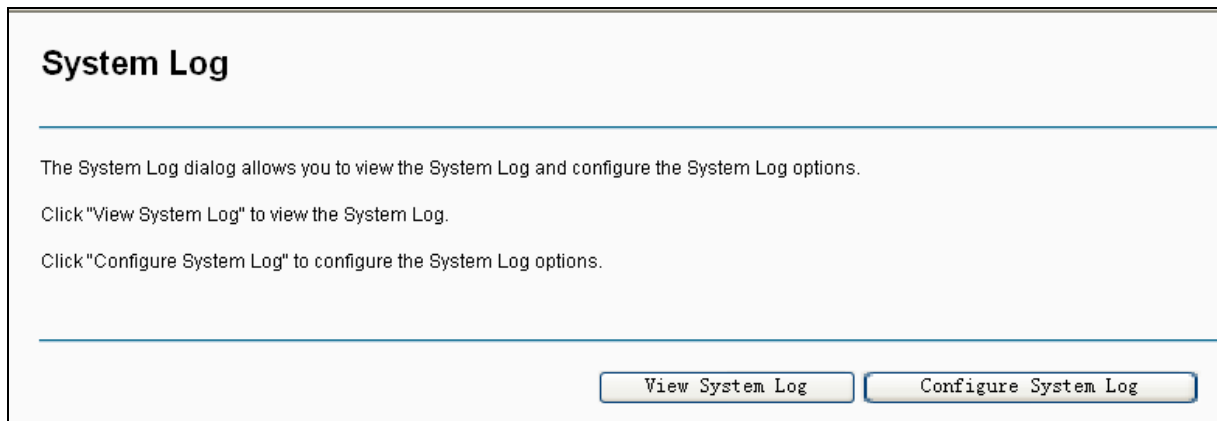 System Log
The System Log dialog allows you to view the System Log and configure the System Log options.
Click "View System Log" to view the System Log.
Click "Configure System Log" to configure the System Log options.
View System Log
Configure System Log